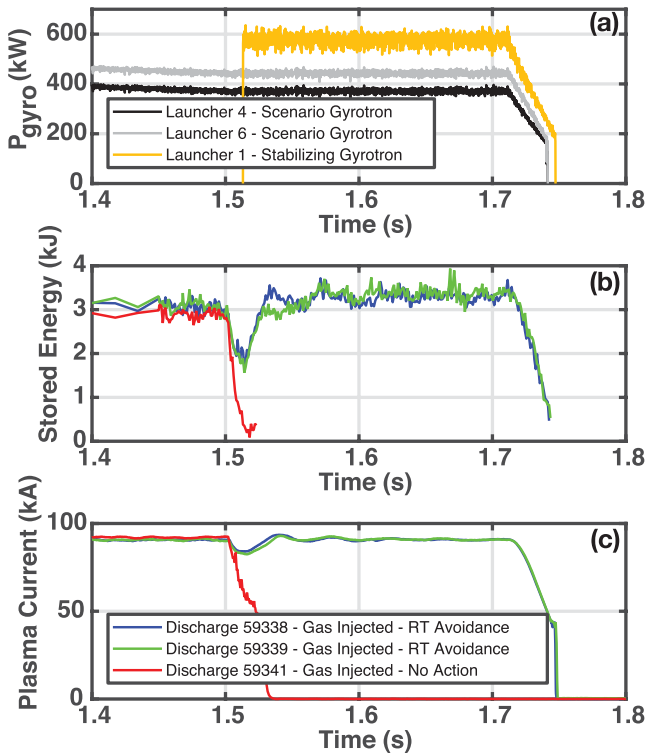 (a)
P_gyro (kW)
600
400
200
0
Launcher 4 - Scenario Gyrotron
Launcher 6 - Scenario Gyrotron
Launcher 1 - Stabilizing Gyrotron
1.4 1.5 1.6 1.7 1.8
Time (s)
(b)
Stored Energy (kJ)
4
3
2
1
0
1.4 1.5 1.6 1.7 1.8
Time (s)
(c)
Plasma Current (kA)
100
50
0
Discharge 59338 - Gas Injected - RT Avoidance
Discharge 59339 - Gas Injected - RT Avoidance
Discharge 59341 - Gas Injected - No Action
1.4 1.5 1.6 1.7 1.8
Time (s)